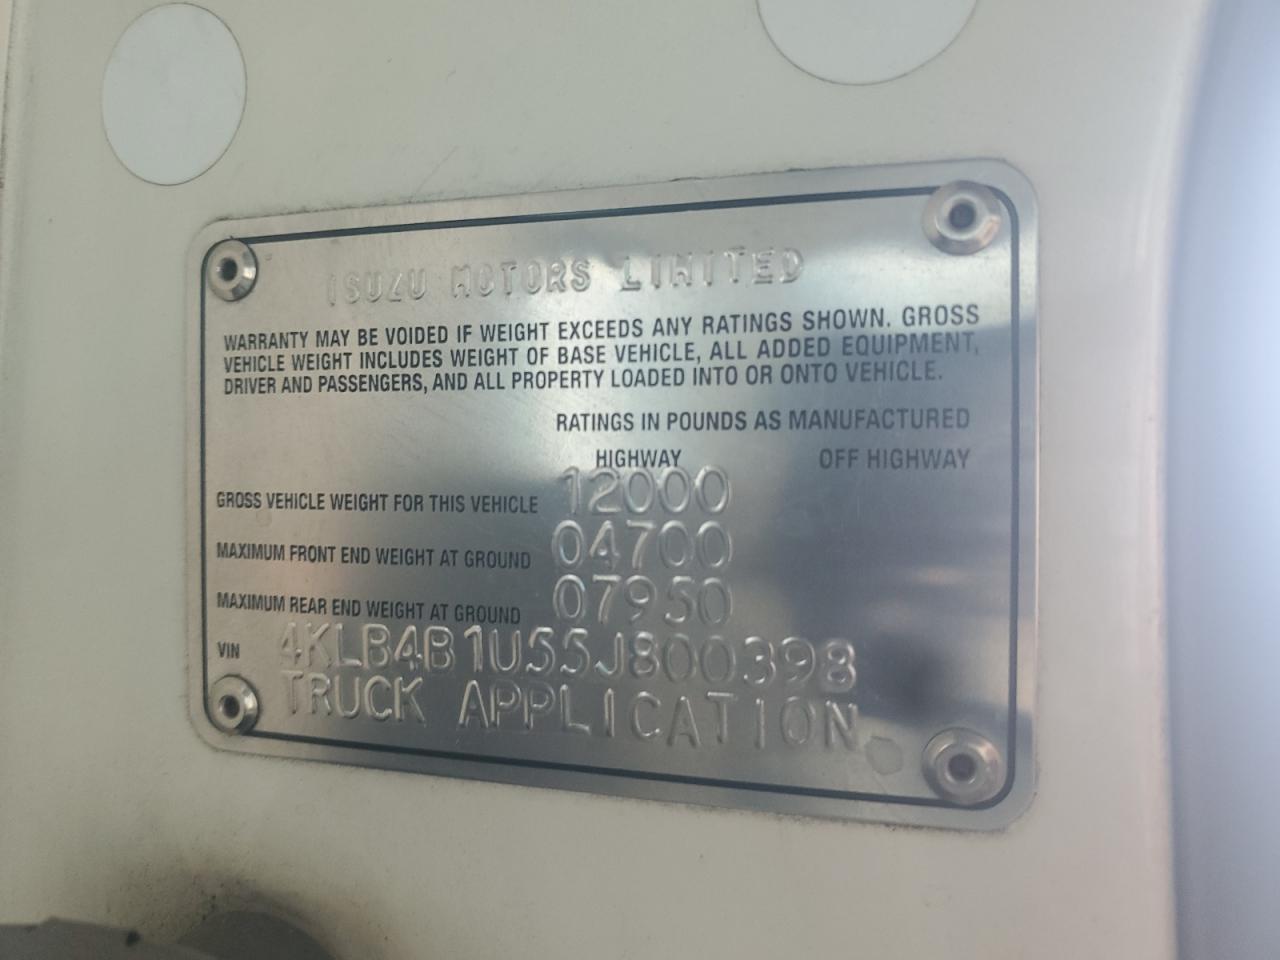 ISUZU MOTORS LIMITED
WARRANTY MAY BE VOIDED IF WEIGHT EXCEEDS ANY RATINGS SHOWN. GROSS
VEHICLE WEIGHT INCLUDES WEIGHT OF BASE VEHICLE, ALL ADDED EQUIPMENT,
DRIVER AND PASSENGERS, AND ALL PROPERTY LOADED INTO OR ONTO VEHICLE.
RATINGS IN POUNDS AS MANUFACTURED
HIGHWAY OFF HIGHWAY
GROSS VEHICLE WEIGHT FOR THIS VEHICLE 12000
MAXIMUM FRONT END WEIGHT AT GROUND 04700
MAXIMUM REAR END WEIGHT AT GROUND 07950
VIN 4KLB4B1U55J800398
TRUCK APPLICATION